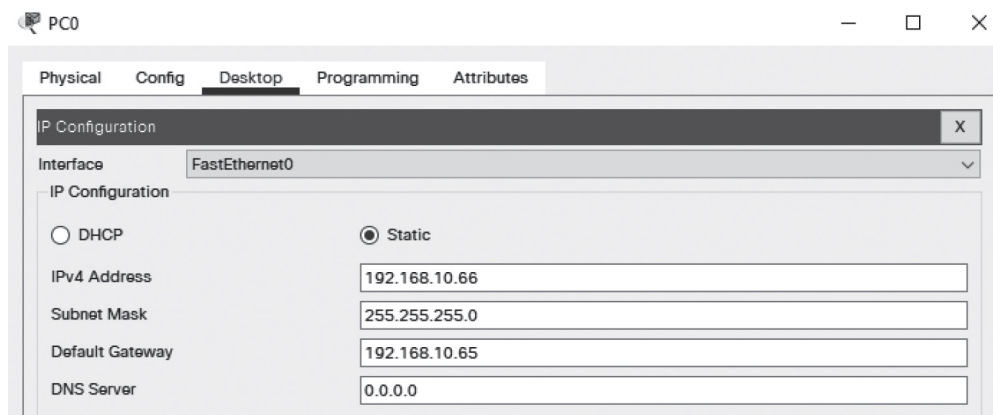 PC0
Physical Config Desktop Programming Attributes
IP Configuration X
Interface FastEthernet0
IP Configuration
DHCP Static
IPv4 Address 192.168.10.66
Subnet Mask 255.255.255.0
Default Gateway 192.168.10.65
DNS Server 0.0.0.0